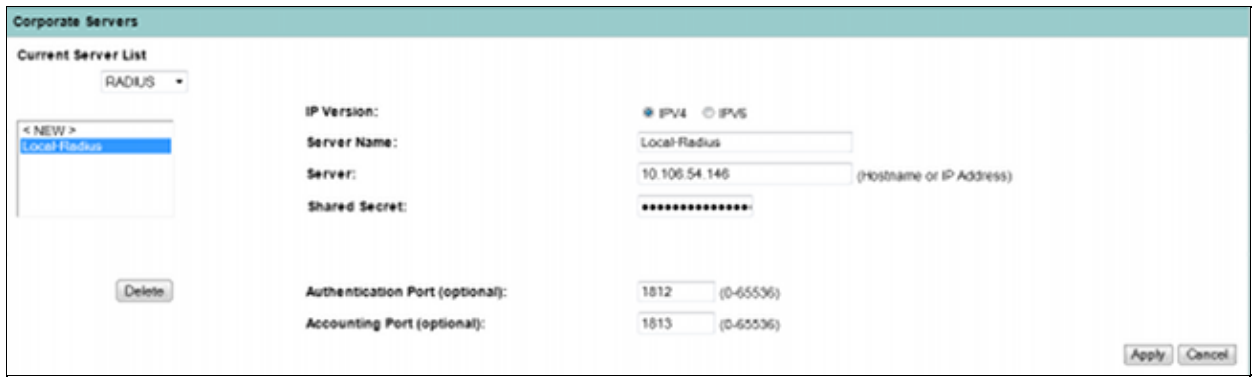 Corporate Servers
Current Server List
RADIUS
< NEW >
Local-Radius
Delete
IP Version: IPV4 IPV6
Server Name: Local-Radius
Server: 10.106.54.146 (Hostname or IP Address)
Shared Secret: •••••••••••••••
Authentication Port (optional): 1812 (0-65536)
Accounting Port (optional): 1813 (0-65536)
Apply Cancel